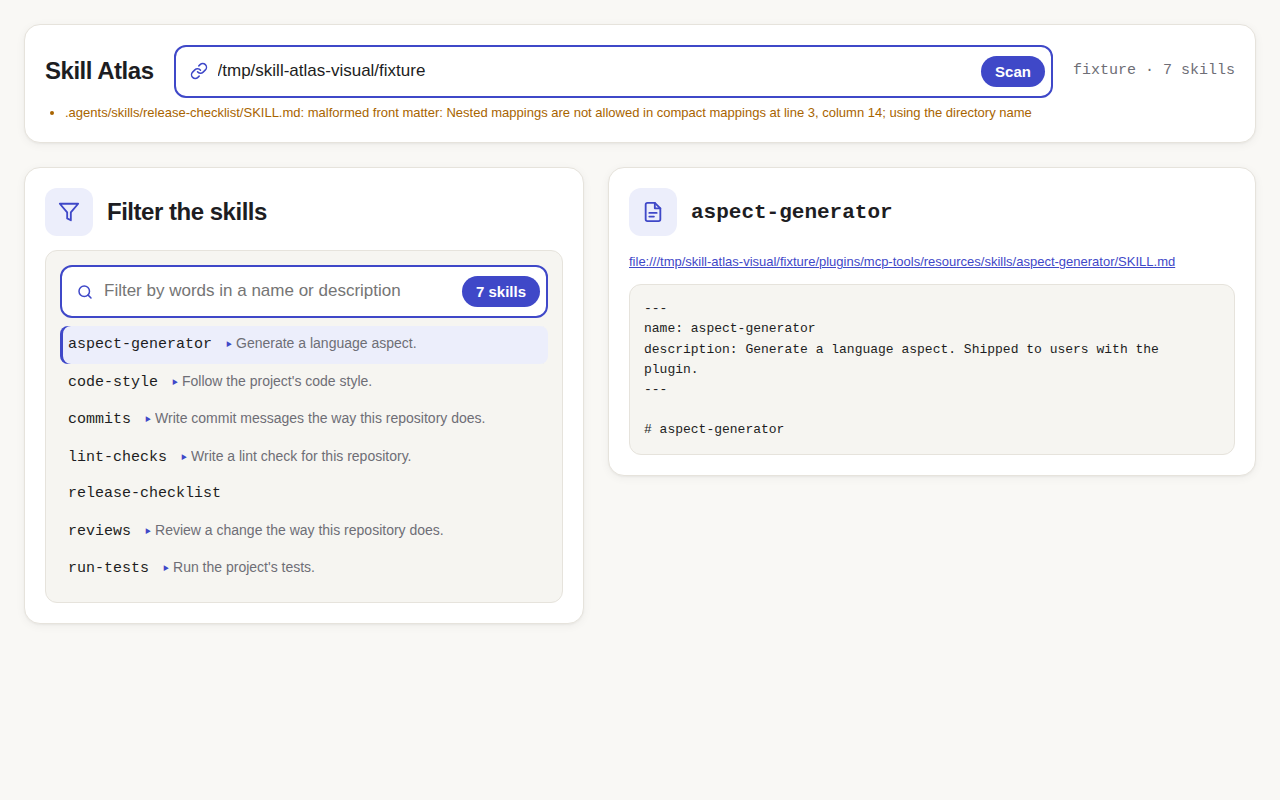 Skill Atlas
/tmp/skill-atlas-visual/fixture
Scan
fixture · 7 skills
• .agents/skills/release-checklist/SKILL.md: malformed front matter: Nested mappings are not allowed in compact mappings at line 3, column 14; using the directory name
Filter the skills
Filter by words in a name or description
7 skills
aspect-generator ▸ Generate a language aspect.
code-style ▸ Follow the project's code style.
commits ▸ Write commit messages the way this repository does.
lint-checks ▸ Write a lint check for this repository.
release-checklist
reviews ▸ Review a change the way this repository does.
run-tests ▸ Run the project's tests.
aspect-generator
file:///tmp/skill-atlas-visual/fixture/plugins/mcp-tools/resources/skills/aspect-generator/SKILL.md
---
name: aspect-generator
description: Generate a language aspect. Shipped to users with the
plugin.
---
# aspect-generator